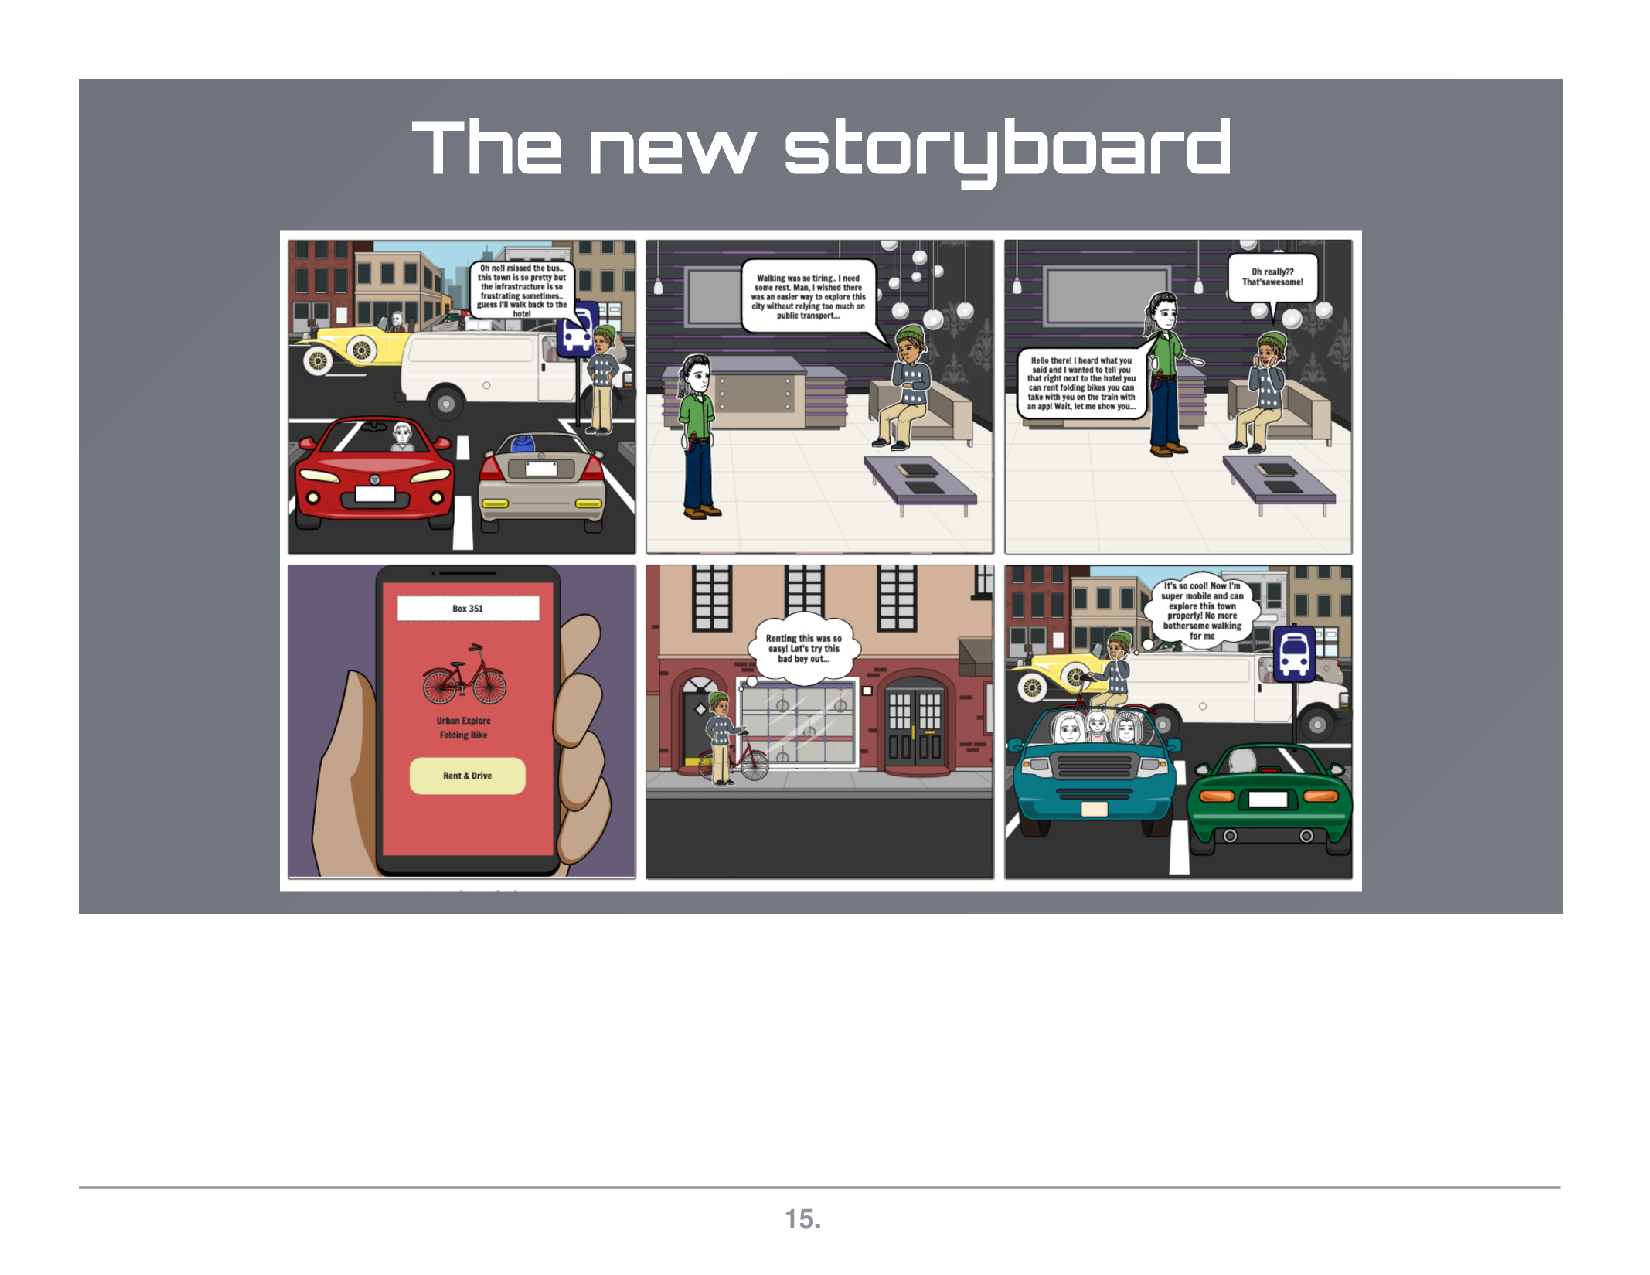 The new storyboard
Oh no!I missed the bus..
this town is so pretty but
the infrastructure is so
frustrating sometimes..
guess I'll walk back to the
hotel
Walking was so tiring.. I need
some rest. Man, I wished there
was an easier way to explore this
city without relying too much on
public transport...
Oh really??
That'sawesome!
Hello there! I heard what you
said and I wanted to tell you
that right next to the hotel you
can rent folding bikes you can
take with you on the train with
an app! Wait, let me show you...
Box 351
Urban Explore
Folding Bike
Rent & Drive
Renting this was so
easy! Let's try this
bad boy out...
It's so cool! Now I'm
super mobile and can
explore this town
properly! No more
bothersome walking
for me
15.